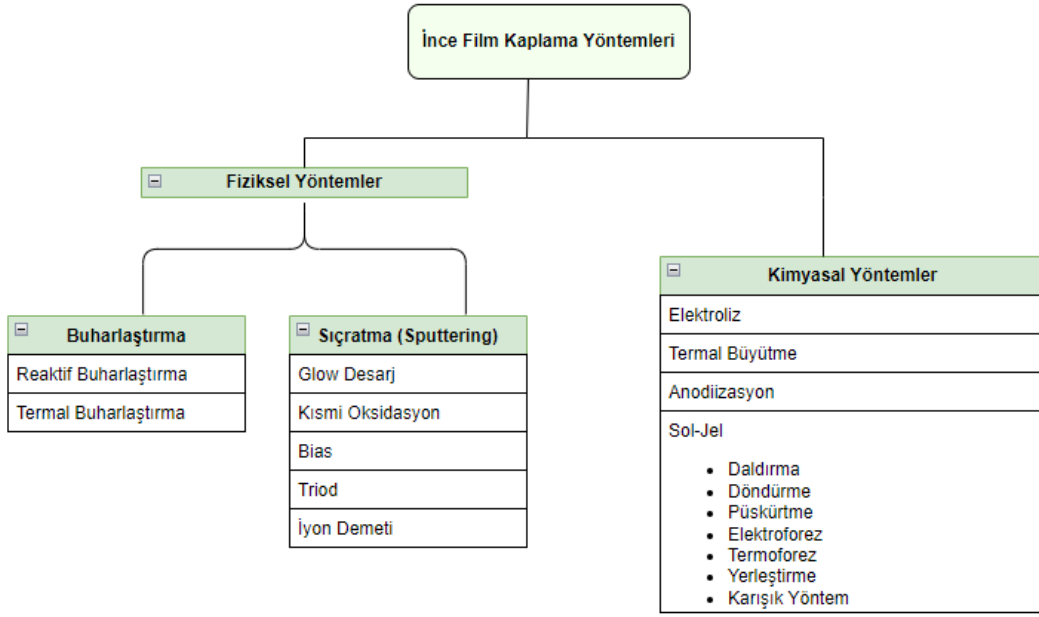 İnce Film Kaplama Yöntemleri
Fiziksel Yöntemler
Buharlaştırma
Reaktif Buharlaştırma
Termal Buharlaştırma
Sıçratma (Sputtering)
Glow Desarj
Kısmi Oksidasyon
Bias
Triod
İyon Demeti
Kimyasal Yöntemler
Elektroliz
Termal Büyütme
Anodiizasyon
Sol-Jel
Daldırma
Döndürme
Püskürtme
Elektroforez
Termoforez
Yerleştirme
Karışık Yöntem